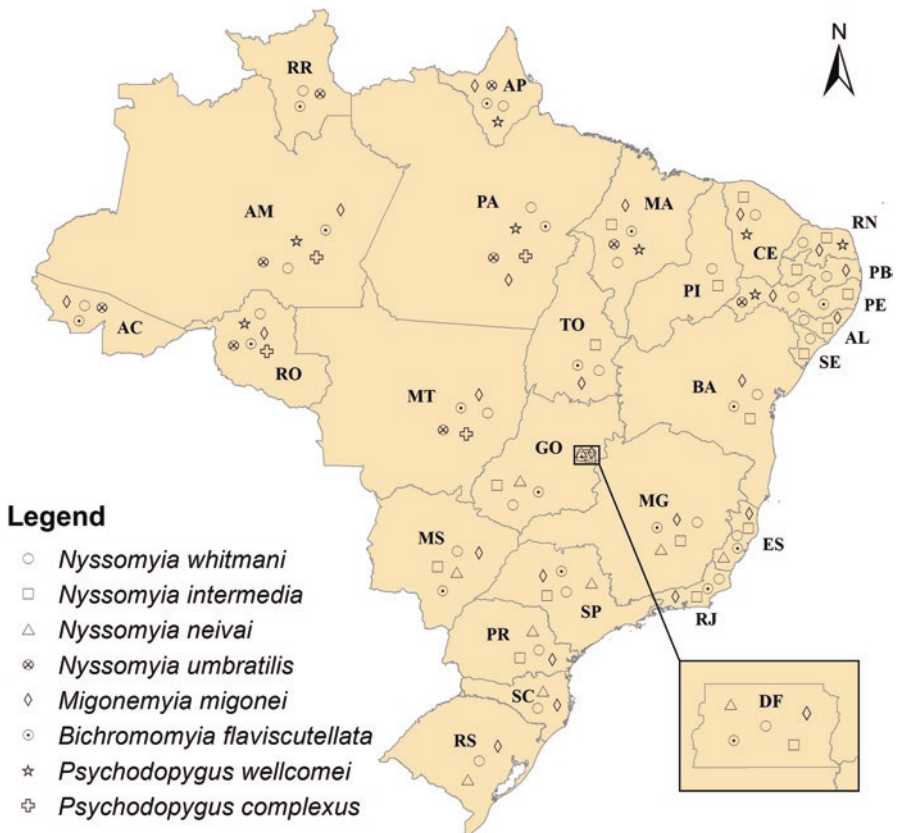 N
RR
AP
AM
PA
MA
CE
RN
PB
PE
AL
SE
PI
AC
RO
TO
MT
BA
GO
MG
ES
MS
SP
RJ
PR
SC
RS
DF
Legend
Nyssomyia whitmani
Nyssomyia intermedia
Nyssomyia neivai
Nyssomyia umbratilis
Migonemyia migonei
Bichromomyia flaviscutellata
Psychodopygus wellcomei
Psychodopygus complexus